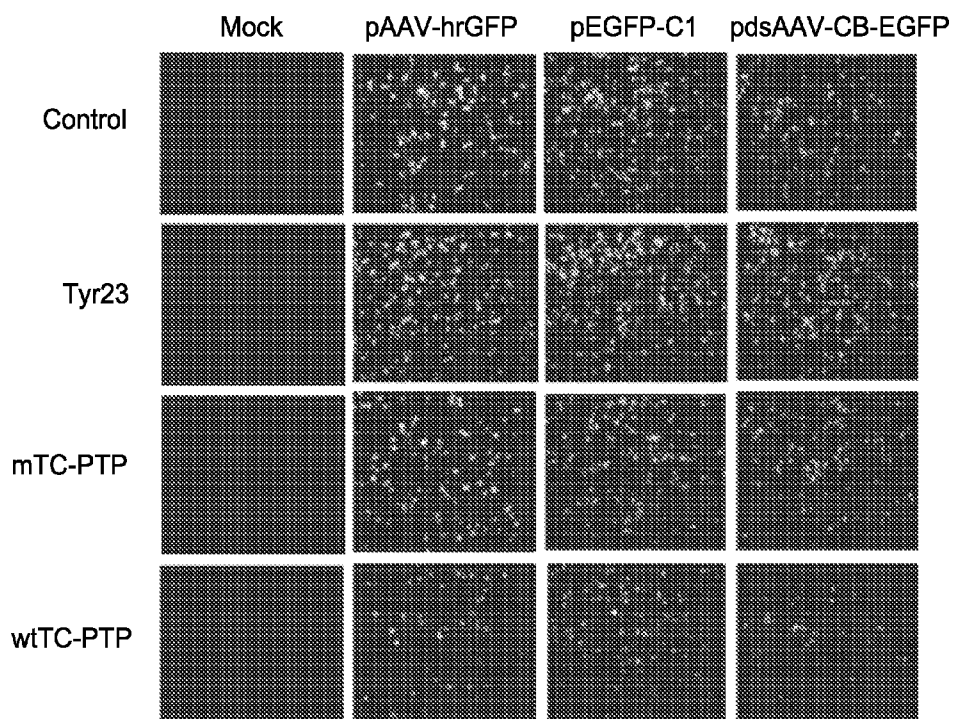 Mock pAAV-hrGFP pEGFP-C1 pdsAAV-CB-EGFP
Control
Tyr23
mTC-PTP
wtTC-PTP